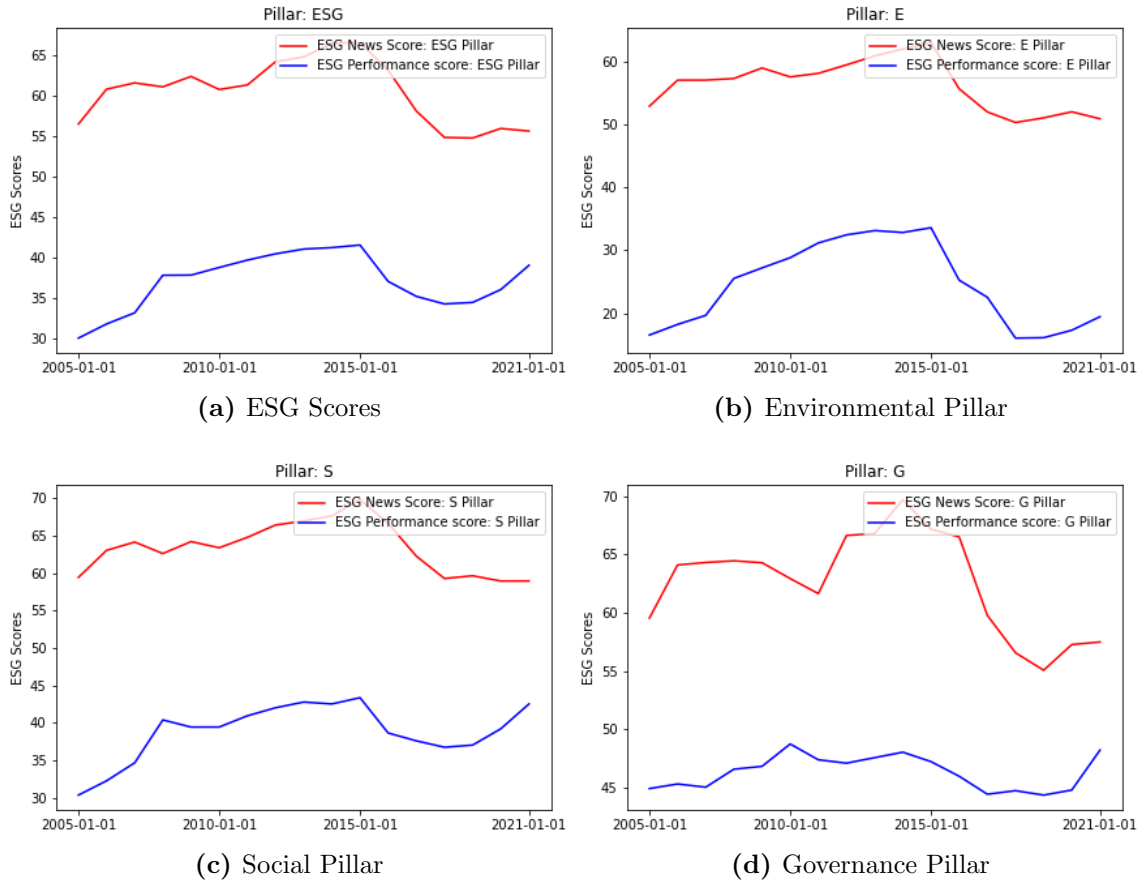 Pillar: ESG
ESG News Score: ESG Pillar
ESG Performance score: ESG Pillar
ESG Scores
65
60
55
50
45
40
35
30
2005-01-01 2010-01-01 2015-01-01 2021-01-01
(a) ESG Scores
Pillar: E
ESG News Score: E Pillar
ESG Performance score: E Pillar
ESG Scores
60
50
40
30
20
2005-01-01 2010-01-01 2015-01-01 2021-01-01
(b) Environmental Pillar
Pillar: S
ESG News Score: S Pillar
ESG Performance score: S Pillar
ESG Scores
70
65
60
55
50
45
40
35
30
2005-01-01 2010-01-01 2015-01-01 2021-01-01
(c) Social Pillar
Pillar: G
ESG News Score: G Pillar
ESG Performance score: G Pillar
ESG Scores
70
65
60
55
50
45
2005-01-01 2010-01-01 2015-01-01 2021-01-01
(d) Governance Pillar